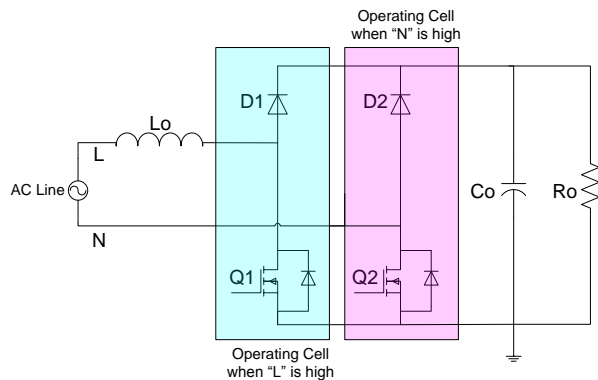 Operating Cell
when “N” is high
D1
D2
Lo
L
AC Line
Co
Ro
N
Q1
Q2
Operating Cell
when “L” is high